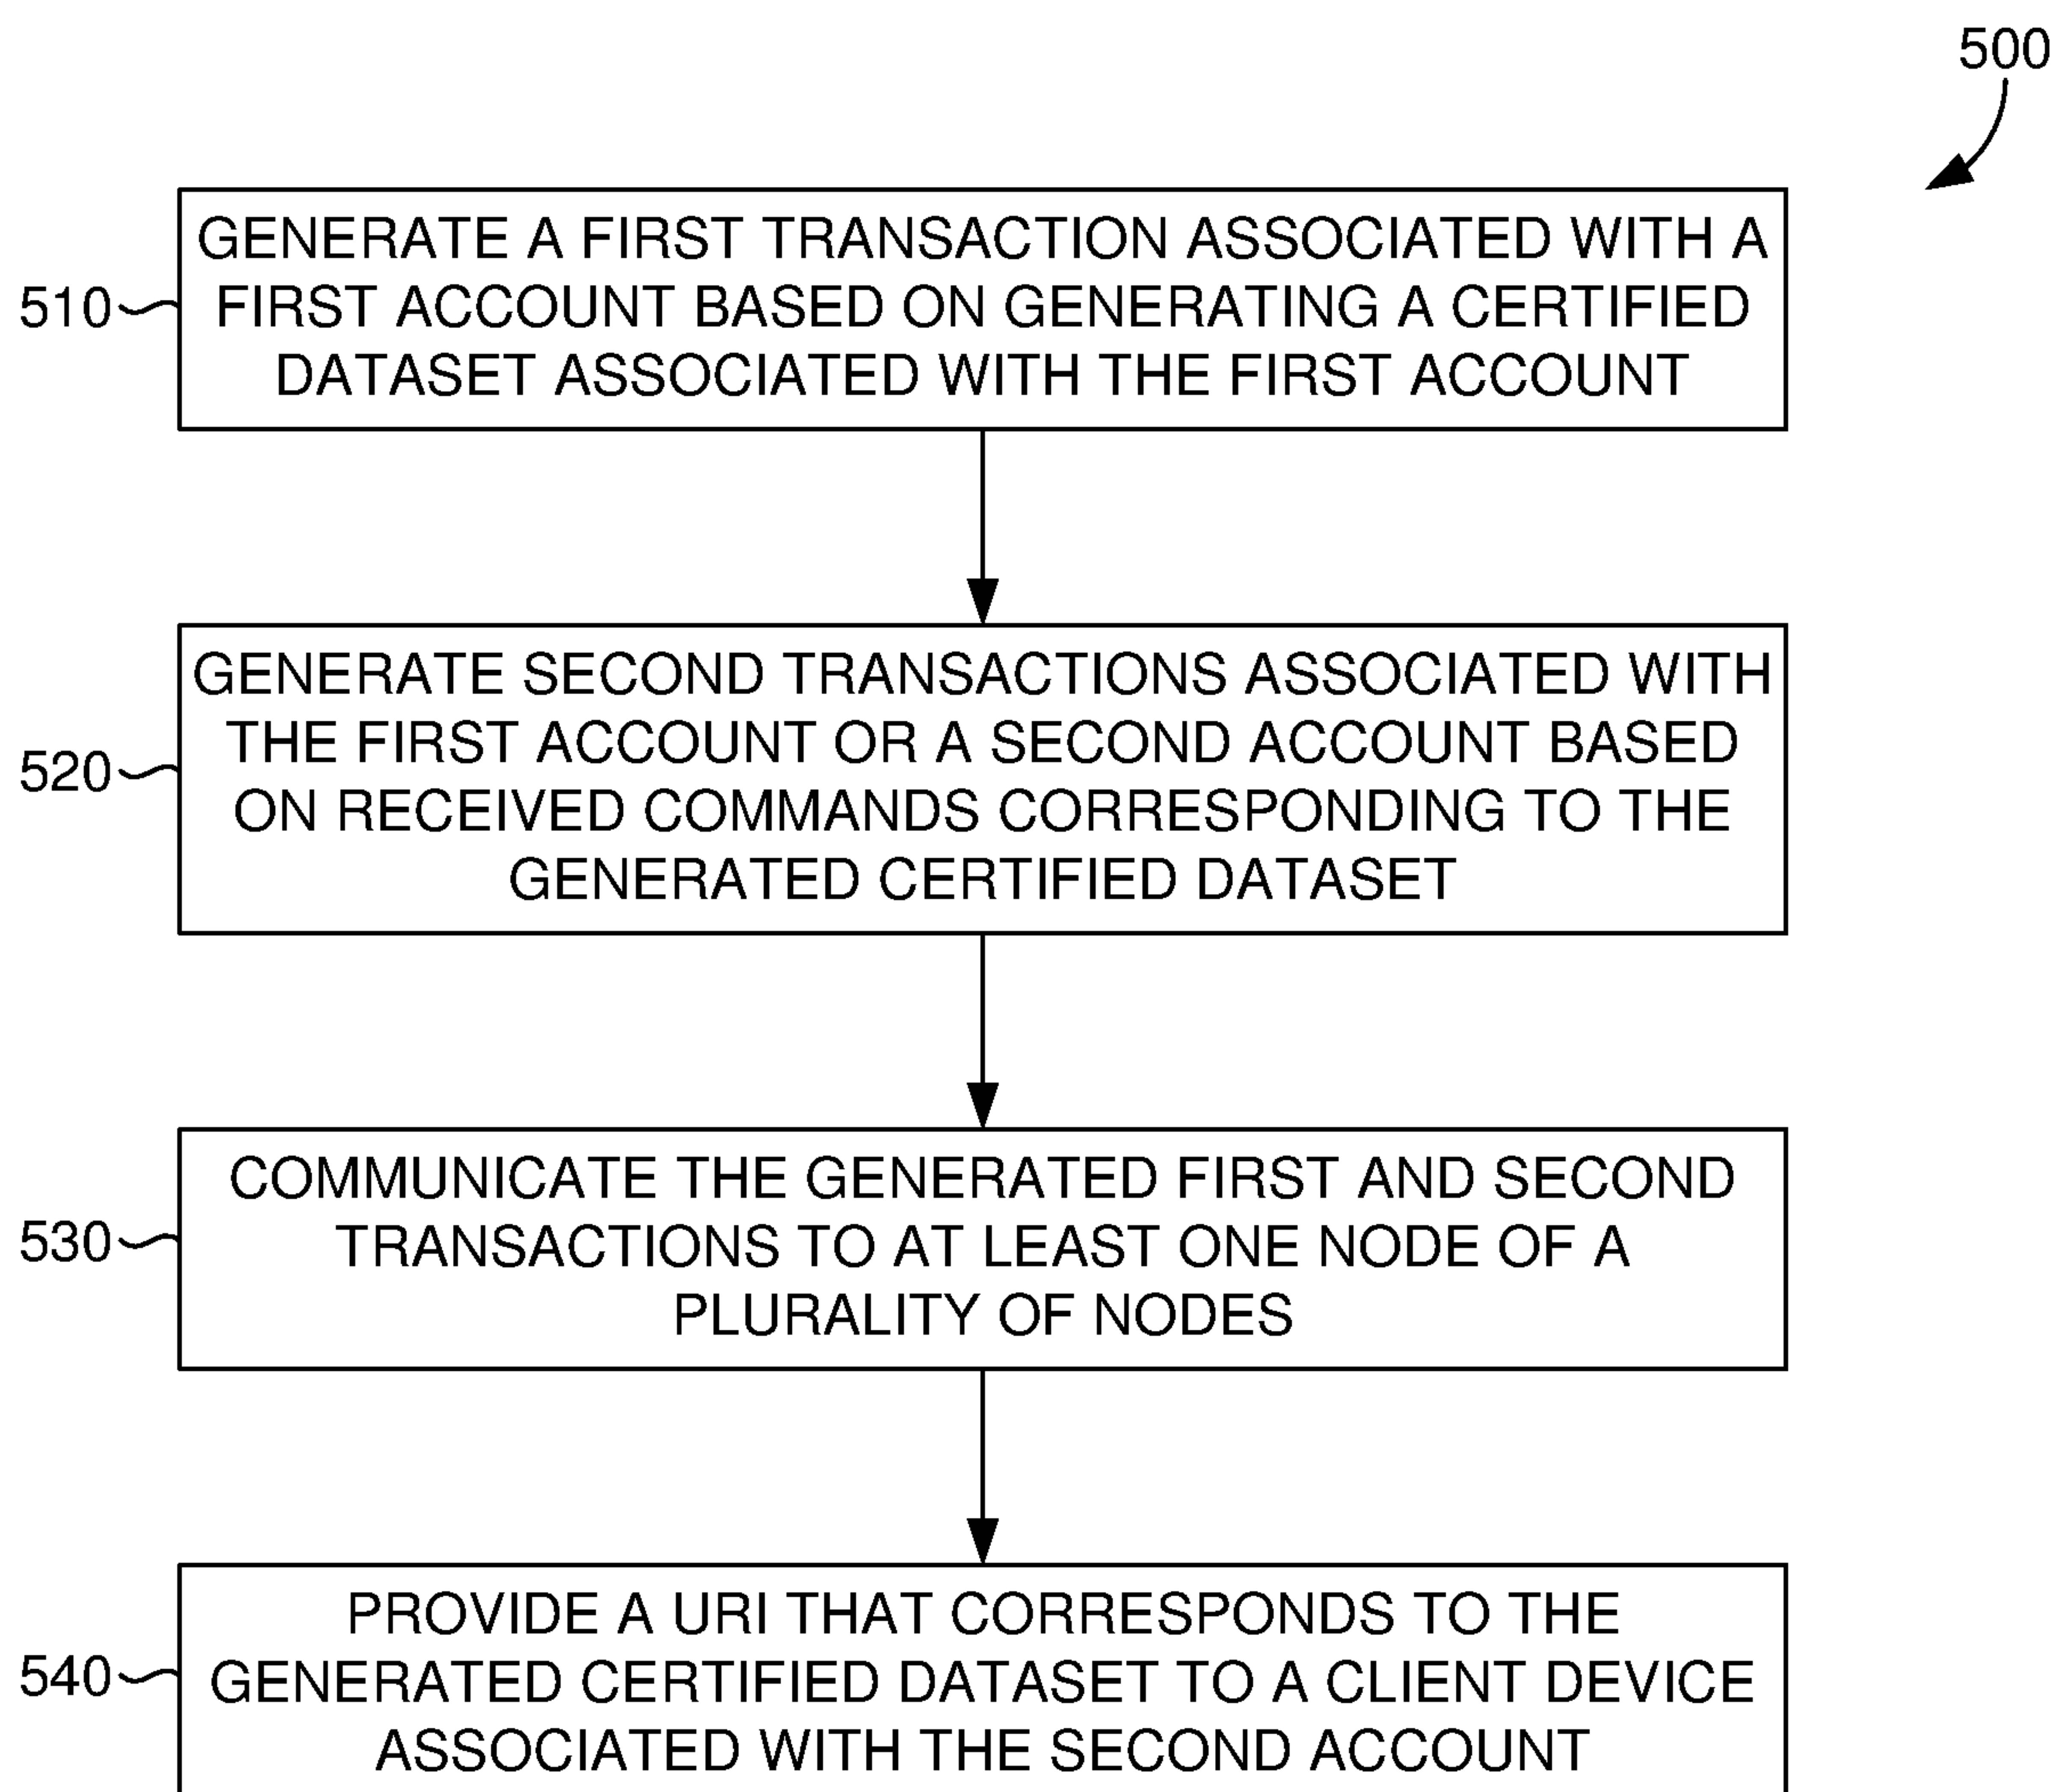 500
GENERATE A FIRST TRANSACTION ASSOCIATED WITH A
FIRST ACCOUNT BASED ON GENERATING A CERTIFIED
DATASET ASSOCIATED WITH THE FIRST ACCOUNT
510
GENERATE SECOND TRANSACTIONS ASSOCIATED WITH
THE FIRST ACCOUNT OR A SECOND ACCOUNT BASED
ON RECEIVED COMMANDS CORRESPONDING TO THE
GENERATED CERTIFIED DATASET
520
COMMUNICATE THE GENERATED FIRST AND SECOND
TRANSACTIONS TO AT LEAST ONE NODE OF A
PLURALITY OF NODES
530
PROVIDE A URI THAT CORRESPONDS TO THE
GENERATED CERTIFIED DATASET TO A CLIENT DEVICE
ASSOCIATED WITH THE SECOND ACCOUNT
540